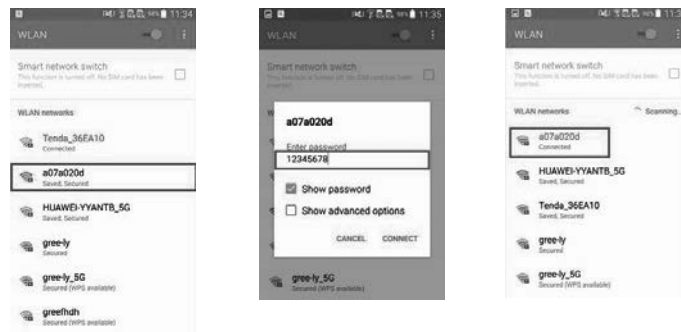 11:34
WLAN
Smart network switch
This function is turned off. No SIM card has been
inserted.
WLAN networks
Tenda_36EA10
Connected
a07a020d
Saved, Secured
HUAWEI-YYANTB_5G
Saved, Secured
gree-ly
Secured
gree-ly_5G
Secured (WPS available)
greefhdh
Secured (WPS available)
11:35
WLAN
Smart network switch
a07a020d
Enter password
12345678
Show password
Show advanced options
CANCEL
CONNECT
gree-ly_5G
Secured (WPS available)
WLAN
Smart network switch
This function is turned off. No SIM card has been
inserted.
WLAN networks
Scanning..
a07a020d
Connected
HUAWEI-YYANTB_5G
Saved, Secured
Tenda_36EA10
Saved, Secured
gree-ly
Secured
gree-ly_5G
Secured (WPS available)